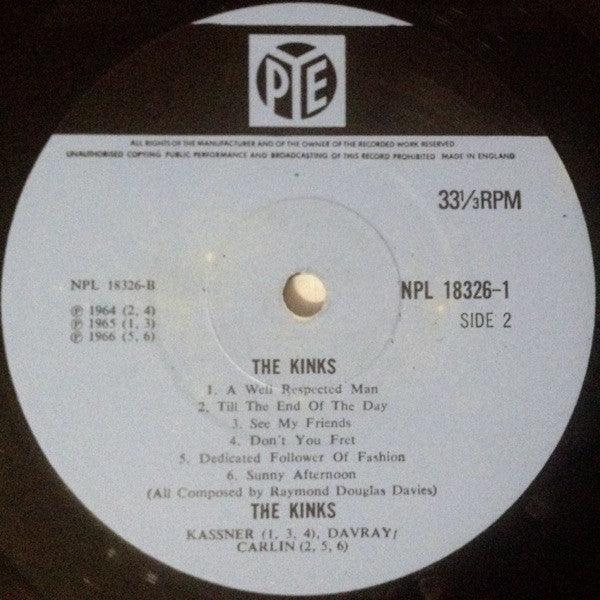 PYE
ALL RIGHTS OF THE MANUFACTURER AND OF THE OWNER OF THE RECORDED WORK RESERVED
UNAUTHORISED COPYING PUBLIC PERFORMANCE AND BROADCASTING OF THIS RECORD PROHIBITED MADE IN ENGLAND
33⅓RPM
NPL 18326-B
NPL 18326-1
SIDE 2
℗ 1964 (2, 4)
℗ 1965 (1, 3)
℗ 1966 (5, 6)
THE KINKS
1. A Well Respected Man
2. Till The End Of The Day
3. See My Friends
4. Don't You Fret
5. Dedicated Follower Of Fashion
6. Sunny Afternoon
(All Composed by Raymond Douglas Davies)
THE KINKS
KASSNER (1, 3, 4), DAVRAY/
CARLIN (2, 5, 6)